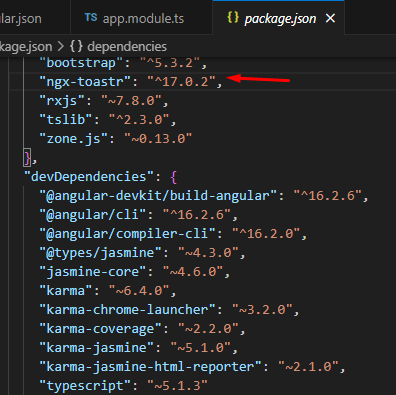 ular.json app.module.ts {} package.json ×
ckage.json > {} dependencies
"bootstrap": "^5.3.2",
"ngx-toastr": "^17.0.2",
"rxjs": "~7.8.0",
"tslib": "^2.3.0",
"zone.js": "~0.13.0"
},
"devDependencies": {
"@angular-devkit/build-angular": "^16.2.6",
"@angular/cli": "^16.2.6",
"@angular/compiler-cli": "^16.2.0",
"@types/jasmine": "~4.3.0",
"jasmine-core": "~4.6.0",
"karma": "~6.4.0",
"karma-chrome-launcher": "~3.2.0",
"karma-coverage": "~2.2.0",
"karma-jasmine": "~5.1.0",
"karma-jasmine-html-reporter": "~2.1.0",
"typescript": "~5.1.3"